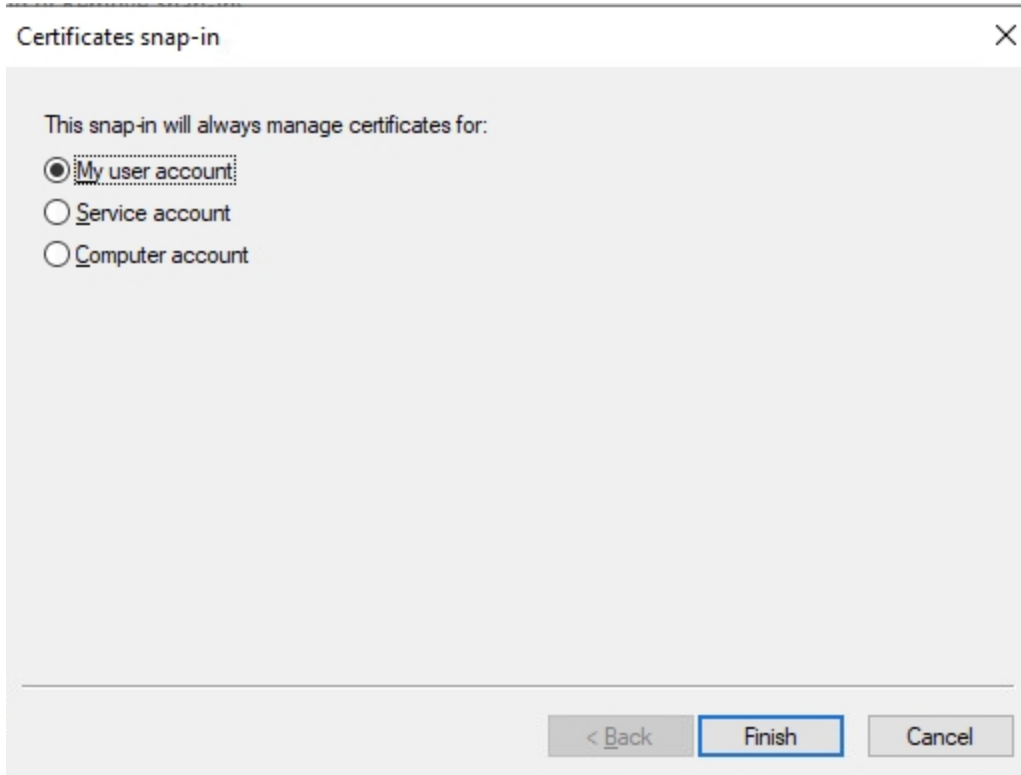 Certificates snap-in
This snap-in will always manage certificates for:
My user account
Service account
Computer account
< Back
Finish
Cancel